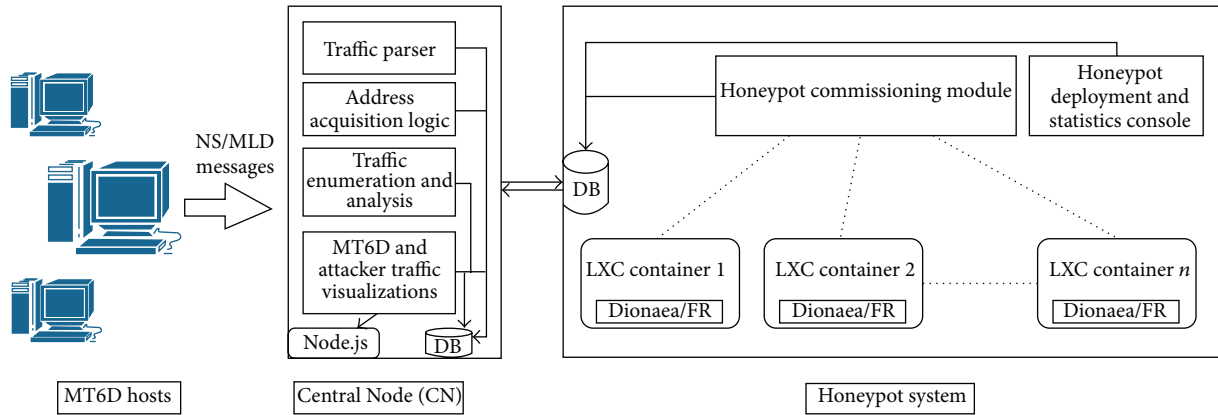 NS/MLD
messages
MT6D hosts
Traffic parser
Address
acquisition logic
Traffic
enumeration and
analysis
MT6D and
attacker traffic
visualizations
Node.js
DB
Central Node (CN)
DB
Honeypot commissioning module
Honeypot
deployment and
statistics console
LXC container 1
Dionaea/FR
LXC container 2
Dionaea/FR
LXC container n
Dionaea/FR
Honeypot system